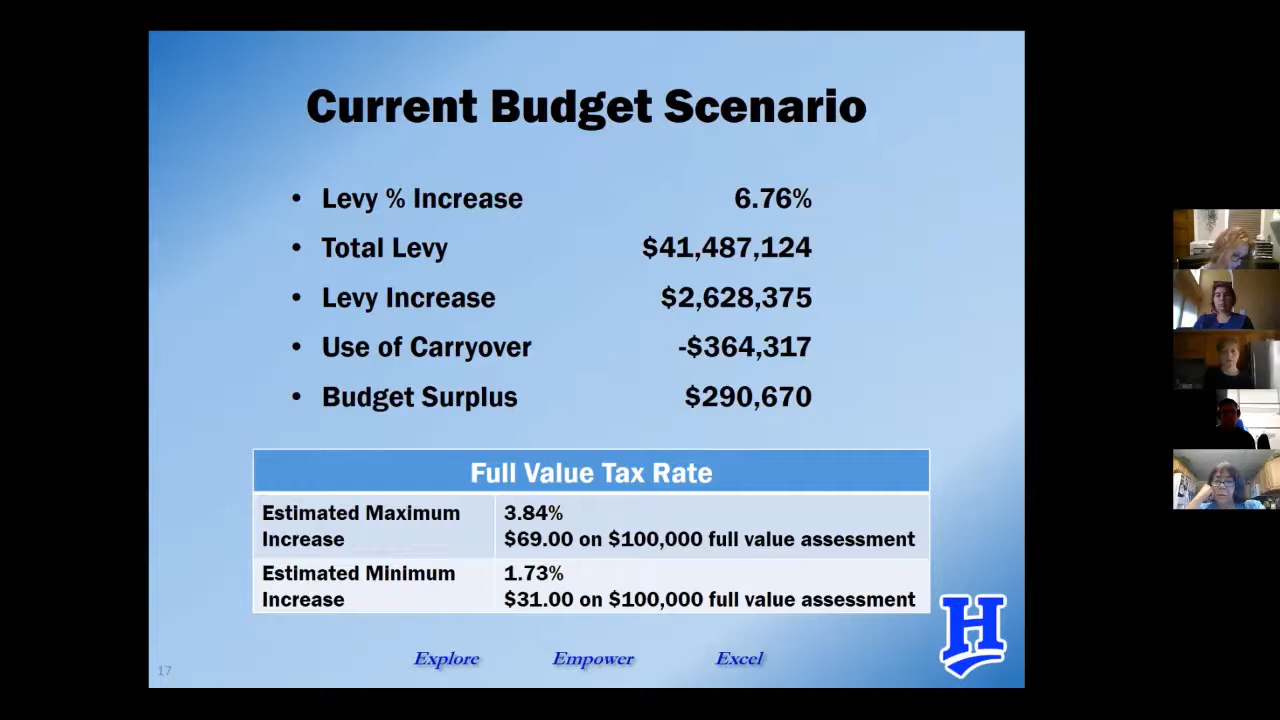 Current Budget Scenario
• Levy % Increase 6.76%
• Total Levy $41,487,124
• Levy Increase $2,628,375
• Use of Carryover -$364,317
• Budget Surplus $290,670
Full Value Tax Rate
Estimated Maximum Increase 3.84%
$69.00 on $100,000 full value assessment
Estimated Minimum Increase 1.73%
$31.00 on $100,000 full value assessment
Explore Empower Excel
H
17